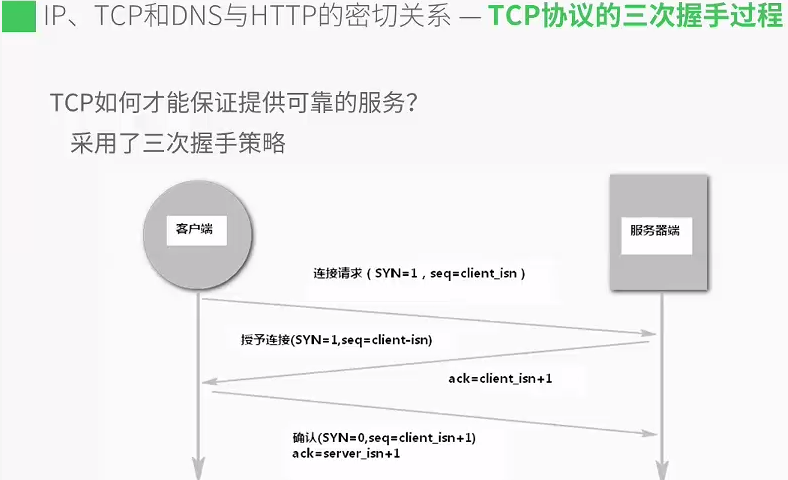 IP、TCP和DNS与HTTP的密切关系 — TCP协议的三次握手过程
TCP如何才能保证提供可靠的服务?
采用了三次握手策略
客户端
服务器端
连接请求（SYN=1，seq=client_isn）
授予连接(SYN=1,seq=client-isn)
ack=client_isn+1
确认(SYN=0,seq=client_isn+1)
ack=server_isn+1